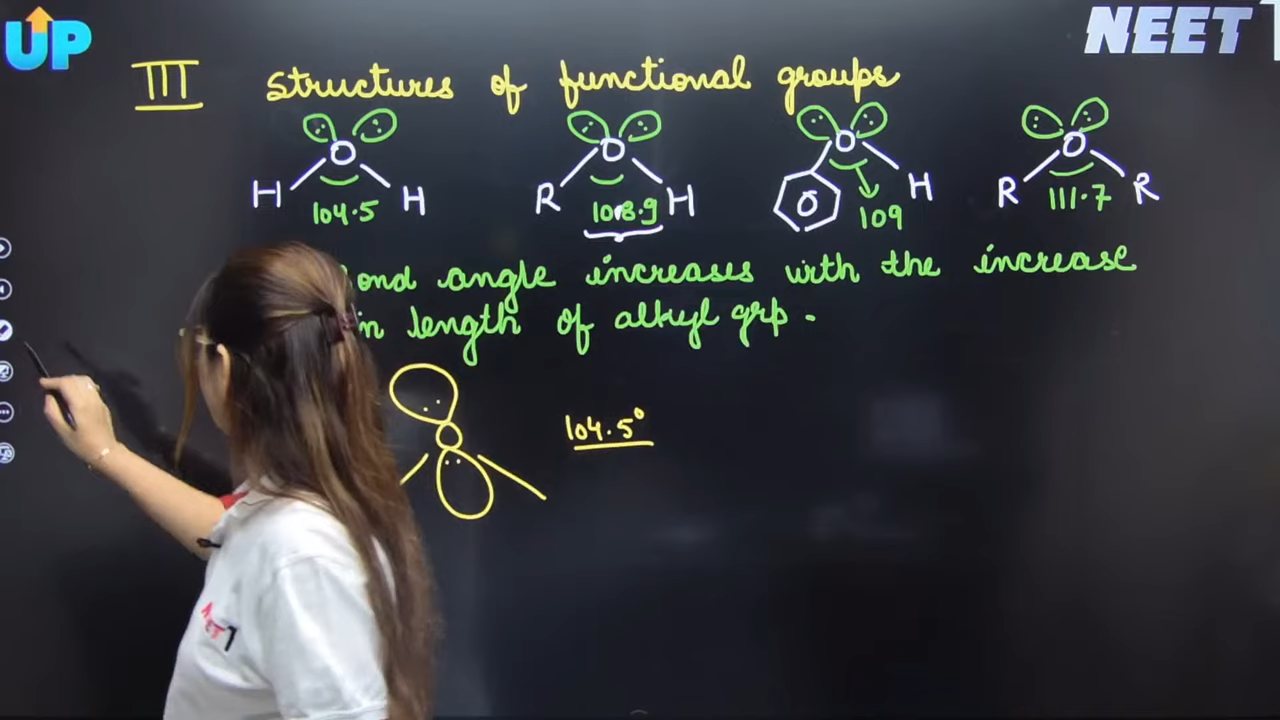 UP
NEET
III Structures of functional groups
O O O O
H H R H H R R
104.5 108.9 109 111.7
ond angle increases with the increase
n length of alkyl grp.
104.5°
NEET